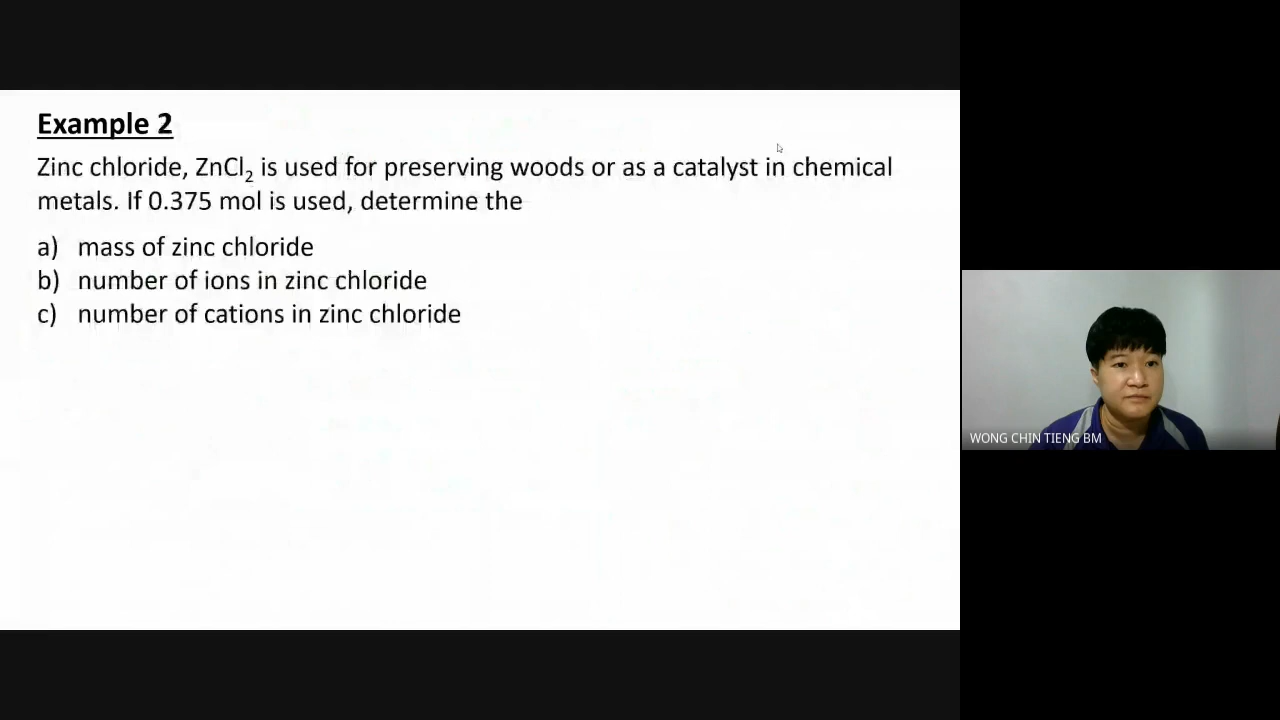 Example 2
Zinc chloride, ZnCl₂ is used for preserving woods or as a catalyst in chemical
metals. If 0.375 mol is used, determine the
a) mass of zinc chloride
b) number of ions in zinc chloride
c) number of cations in zinc chloride
WONG CHIN TIENG BM